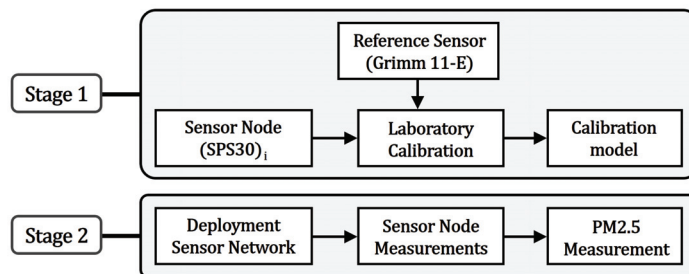 Stage 1
Reference Sensor
(Grimm 11-E)
Sensor Node
(SPS30)i
Laboratory
Calibration
Calibration
model
Stage 2
Deployment
Sensor Network
Sensor Node
Measurements
PM2.5
Measurement